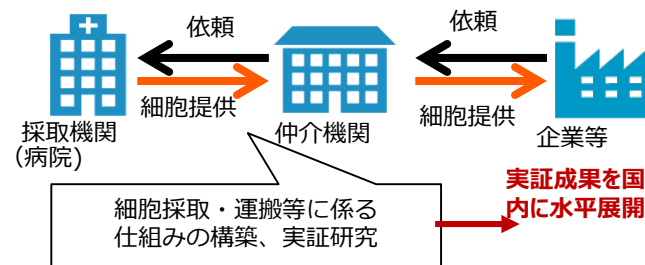 依頼
依頼
細胞提供
細胞提供
採取機関
(病院)
仲介機関
企業等
実証成果を国
内に水平展開
細胞採取・運搬等に係る
仕組みの構築、実証研究